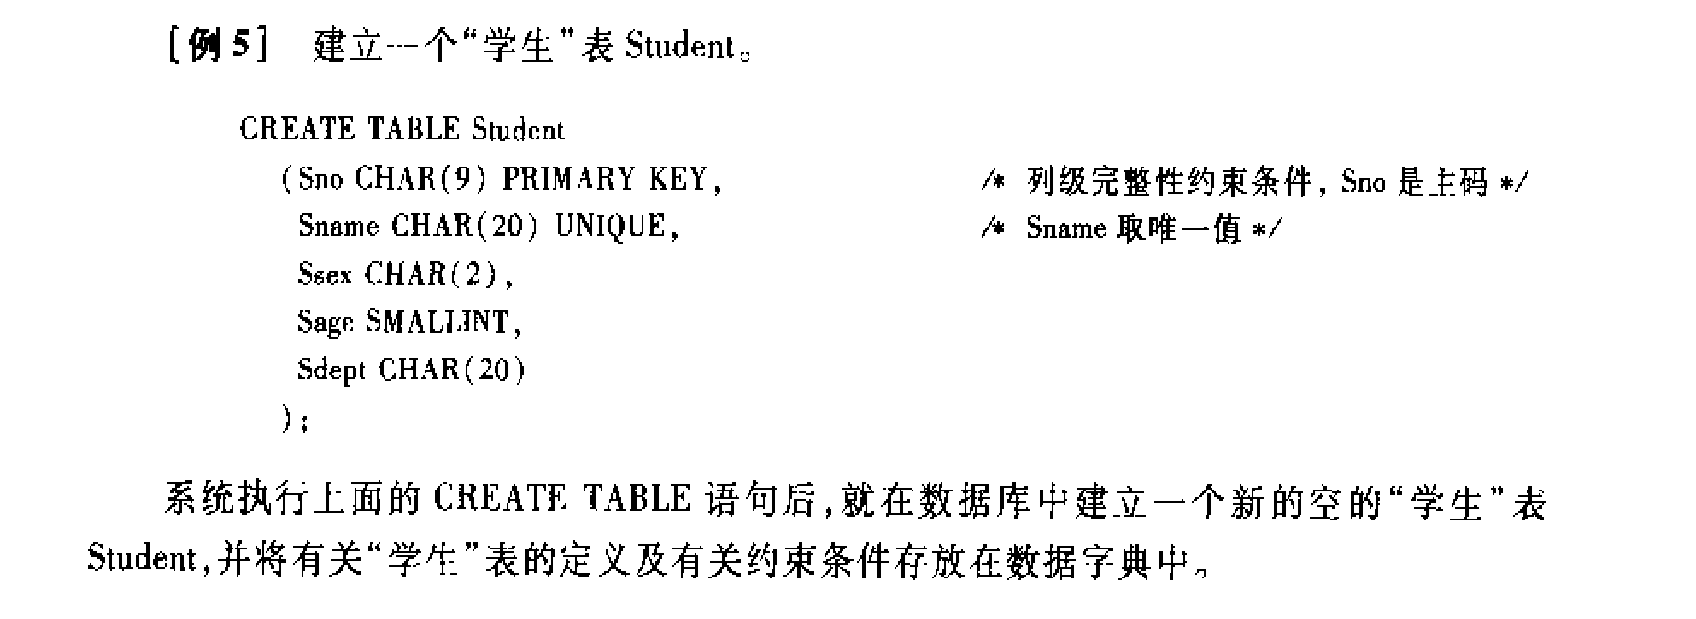 [例5] 建立一个“学生”表 Student。
CREATE TABLE Student
(Sno CHAR(9) PRIMARY KEY, /* 列级完整性约束条件, Sno 是主码 */
Sname CHAR(20) UNIQUE, /* Sname 取唯一值 */
Ssex CHAR(2),
Sage SMALLINT,
Sdept CHAR(20)
);
系统执行上面的 CREATE TABLE 语句后,就在数据库中建立一个新的空的“学生”表
Student,并将有关“学生”表的定义及有关约束条件存放在数据字典中。